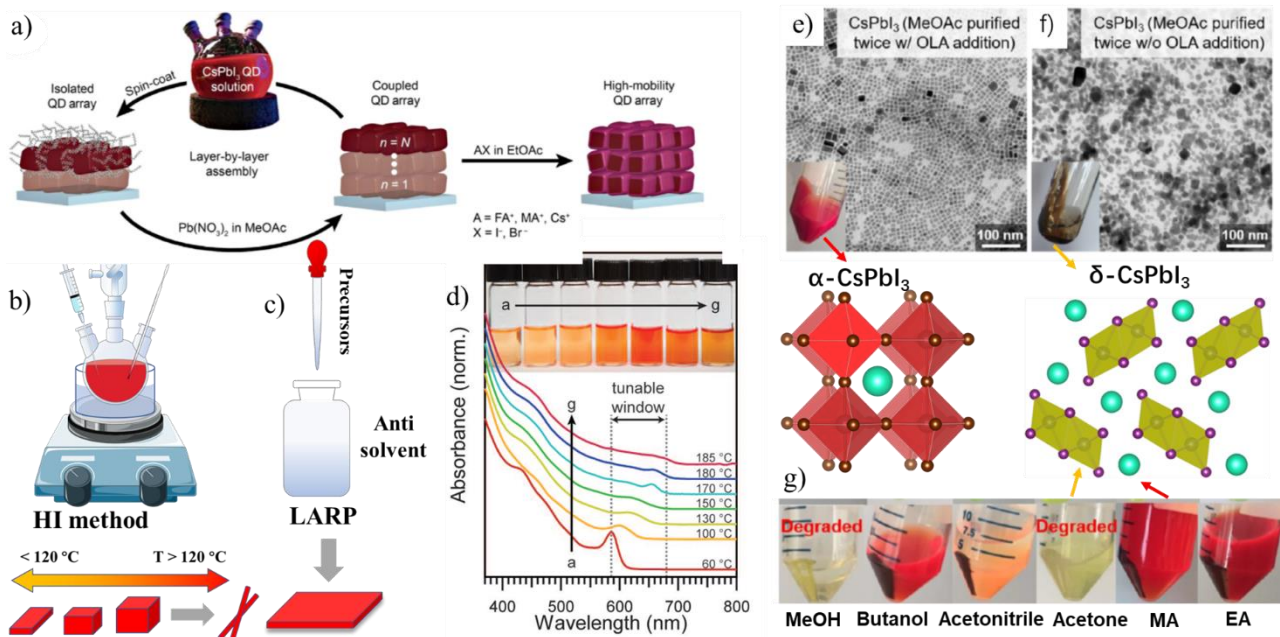 a)
CsPbI₃ QD
solution
Spin-coat
Isolated
QD array
Layer-by-layer
assembly
Coupled
QD array
n = N
n = 1
Pb(NO₃)₂ in MeOAc
AX in EtOAc
A = FA⁺, MA⁺, Cs⁺
X = I⁻, Br⁻
High-mobility
QD array
b)
HI method
< 120 °C
T > 120 °C
c)
Precursors
Anti
solvent
LARP
d)
a
g
tunable
window
g
a
185 °C
180 °C
170 °C
150 °C
130 °C
100 °C
60 °C
Absorbance (norm.)
400
500
600
700
800
Wavelength (nm)
e)
CsPbI₃ (MeOAc purified
twice w/ OLA addition)
100 nm
f)
CsPbI₃ (MeOAc purified
twice w/o OLA addition)
100 nm
α-CsPbI₃
δ-CsPbI₃
g)
Degraded
10
7.5
5
Degraded
MeOH
Butanol
Acetonitrile
Acetone
MA
EA